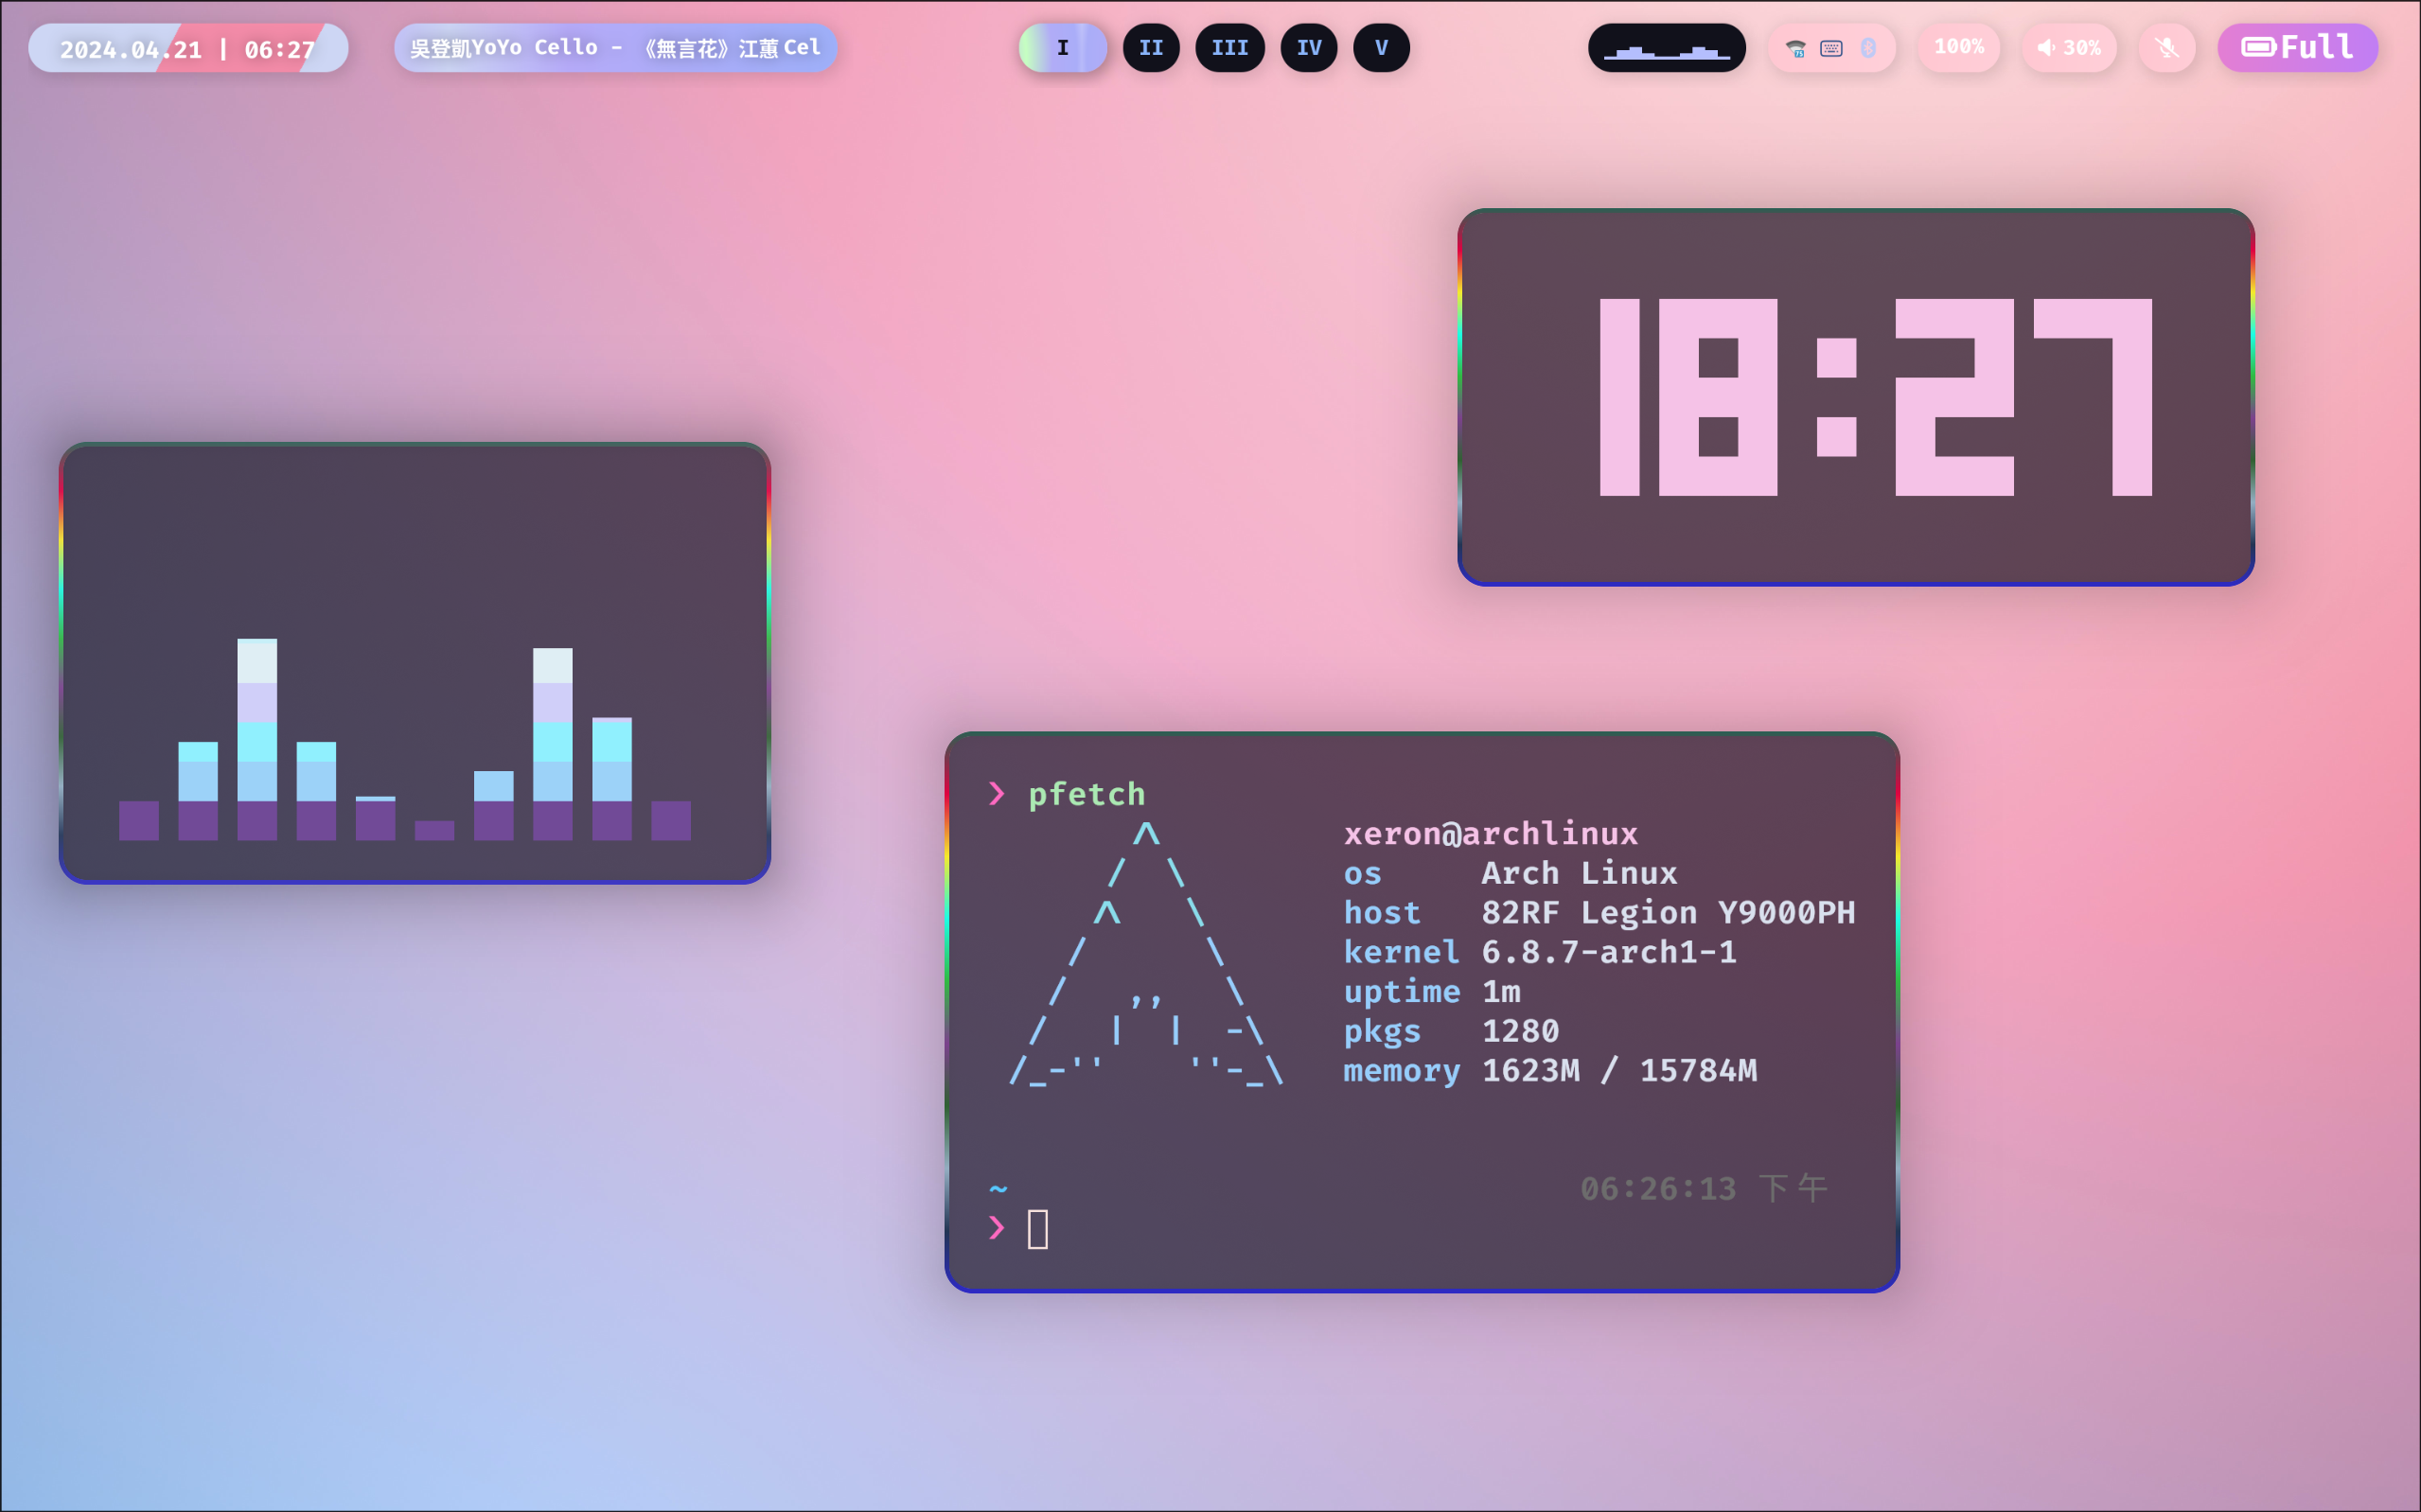 2024.04.21 | 06:27
吳登凱YoYo Cello - 《無言花》江蕙 Cel
I II III IV V
100%
30%
Full
18:27
❯ pfetch
xeron@archlinux
os Arch Linux
host 82RF Legion Y9000PH
kernel 6.8.7-arch1-1
uptime 1m
pkgs 1280
memory 1623M / 15784M
~ 06:26:13 下午
❯